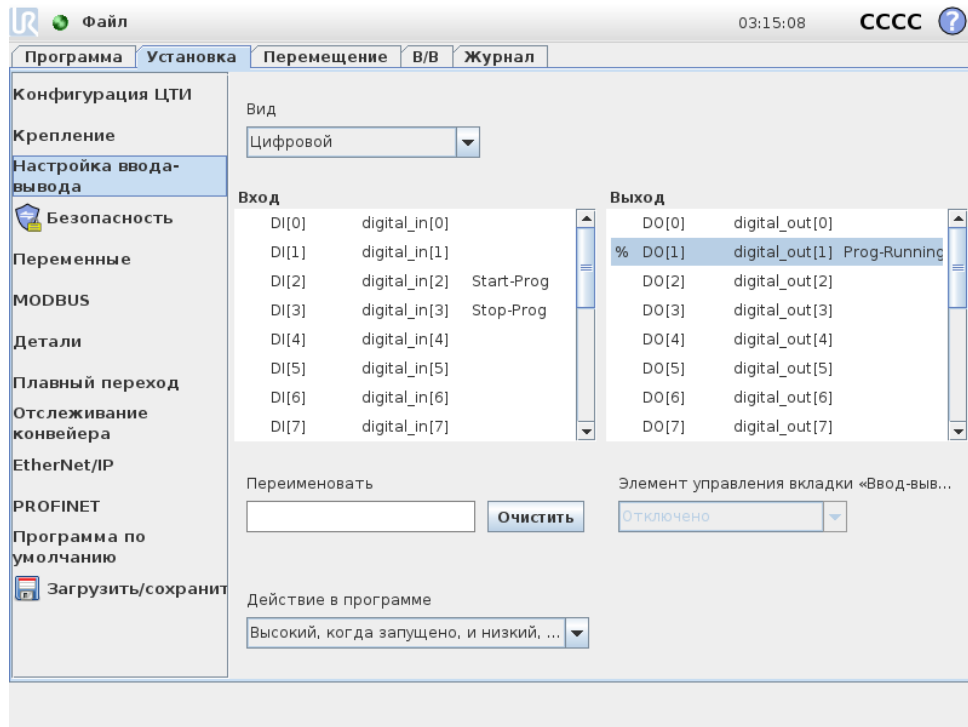 UR Файл 03:15:08 CCCC ?
Программа Установка Перемещение В/В Журнал
Конфигурация ЦТИ
Крепление
Настройка ввода-
вывода
Безопасность
Переменные
MODBUS
Детали
Плавный переход
Отслеживание
конвейера
EtherNet/IP
PROFINET
Программа по
умолчанию
Загрузить/сохранит
Вид
Цифровой
Вход
DI[0] digital_in[0]
DI[1] digital_in[1]
DI[2] digital_in[2] Start-Prog
DI[3] digital_in[3] Stop-Prog
DI[4] digital_in[4]
DI[5] digital_in[5]
DI[6] digital_in[6]
DI[7] digital_in[7]
Выход
DO[0] digital_out[0]
% DO[1] digital_out[1] Prog-Running
DO[2] digital_out[2]
DO[3] digital_out[3]
DO[4] digital_out[4]
DO[5] digital_out[5]
DO[6] digital_out[6]
DO[7] digital_out[7]
Переименовать
Очистить
Элемент управления вкладки «Ввод-выв...
Отключено
Действие в программе
Высокий, когда запущено, и низкий, ...